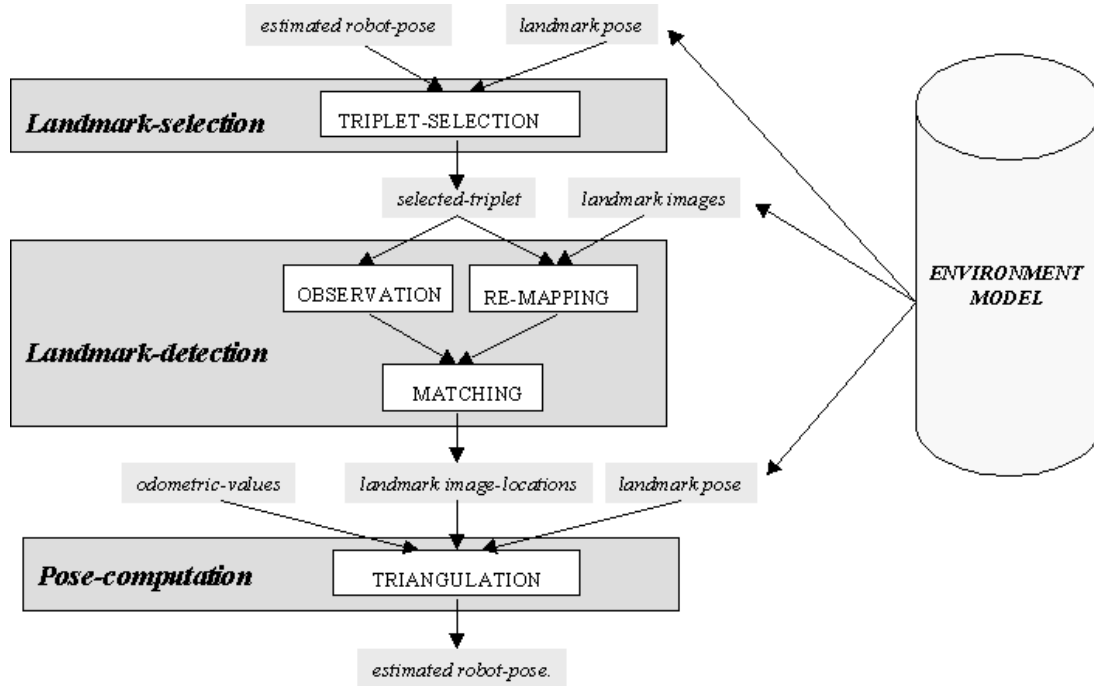 estimated robot-pose
landmark pose
Landmark-selection
TRIPLET-SELECTION
selected-triplet
landmark images
ENVIRONMENT
MODEL
OBSERVATION
RE-MAPPING
Landmark-detection
MATCHING
odometric-values
landmark image-locations
landmark pose
Pose-computation
TRIANGULATION
estimated robot-pose.